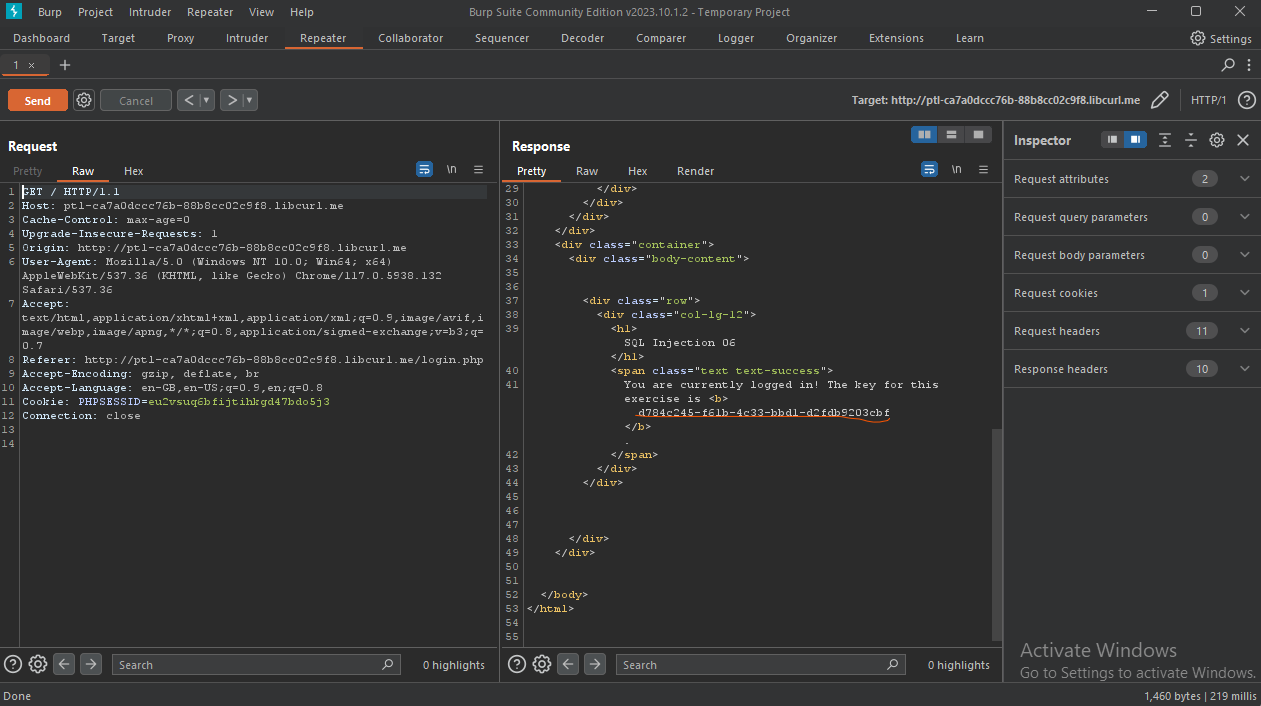 Burp Project Intruder Repeater View Help Burp Suite Community Edition v2023.10.1.2 - Temporary Project
Dashboard Target Proxy Intruder Repeater Collaborator Sequencer Decoder Comparer Logger Organizer Extensions Learn Settings
1 × +
Send Cancel < ▾ > ▾ Target: http://ptl-ca7a0dccc76b-88b8cc02c9f8.libcurl.me HTTP/1 ?
Request
Pretty Raw Hex \n
1 GET / HTTP/1.1
2 Host: ptl-ca7a0dccc76b-88b8cc02c9f8.libcurl.me
3 Cache-Control: max-age=0
4 Upgrade-Insecure-Requests: 1
5 Origin: http://ptl-ca7a0dccc76b-88b8cc02c9f8.libcurl.me
6 User-Agent: Mozilla/5.0 (Windows NT 10.0; Win64; x64)
AppleWebKit/537.36 (KHTML, like Gecko) Chrome/117.0.5938.132
Safari/537.36
7 Accept:
text/html,application/xhtml+xml,application/xml;q=0.9,image/avif,i
mage/webp,image/apng,*/*;q=0.8,application/signed-exchange;v=b3;q=
0.7
8 Referer: http://ptl-ca7a0dccc76b-88b8cc02c9f8.libcurl.me/login.php
9 Accept-Encoding: gzip, deflate, br
10 Accept-Language: en-GB,en-US;q=0.9,en;q=0.8
11 Cookie: PHPSESSID=eu2vsuq6bfijtihkgd47bdo5j3
12 Connection: close
13
14
? Search 0 highlights
Response
Pretty Raw Hex Render \n
29 </div>
30 </div>
31 </div>
32 </div>
33 <div class="container">
34 <div class="body-content">
35
36
37 <div class="row">
38 <div class="col-lg-12">
39 <h1>
SQL Injection 06
</h1>
40 <span class="text text-success">
41 You are currently logged in! The key for this
exercise is <b>
d784c245-f61b-4c33-bbd1-d2fdb9203cbf
</b>
.
42 </span>
43 </div>
44 </div>
45
46
47
48 </div>
49 </div>
50
51
52 </body>
53 </html>
54
55
? Search 0 highlights
Inspector
Request attributes 2
Request query parameters 0
Request body parameters 0
Request cookies 1
Request headers 11
Response headers 10
Activate Windows
Go to Settings to activate Windows.
Done 1,460 bytes | 219 millis